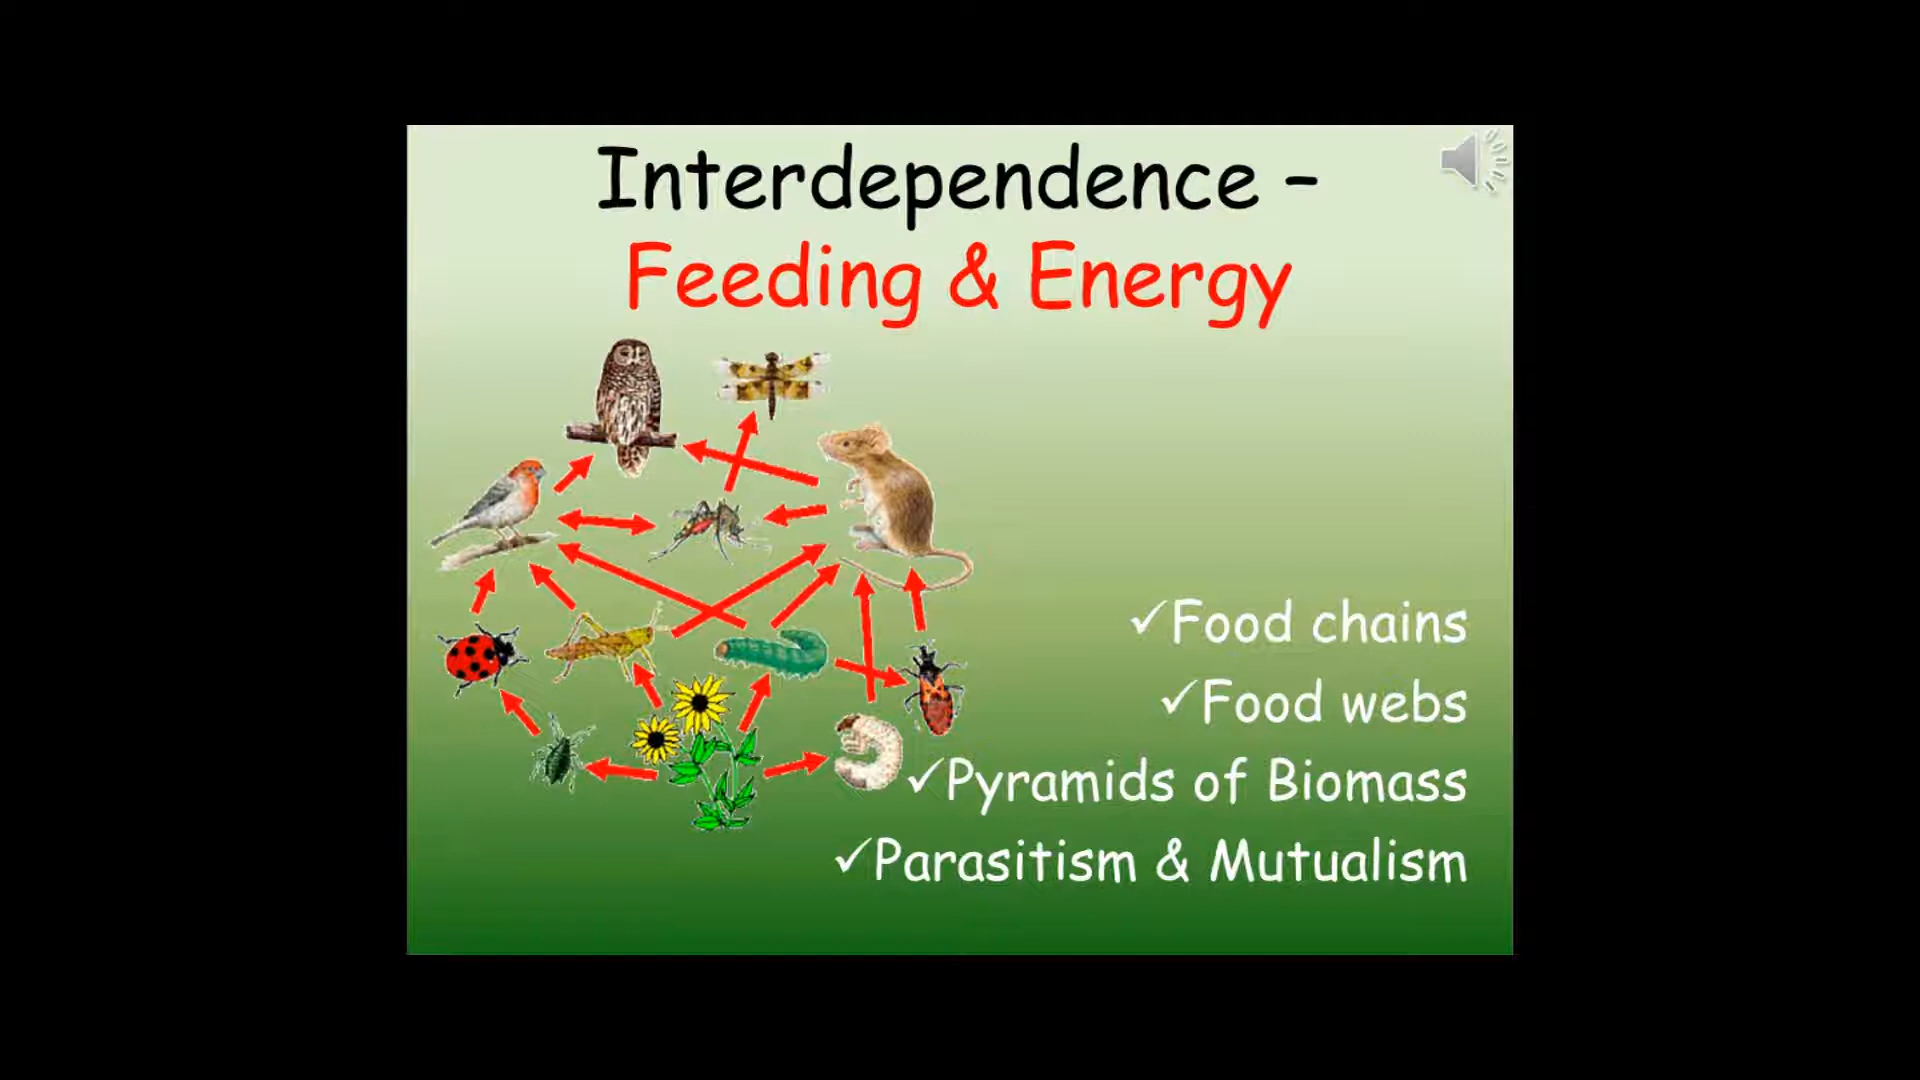 Interdependence –
Feeding & Energy
✓Food chains
✓Food webs
✓Pyramids of Biomass
✓Parasitism & Mutualism